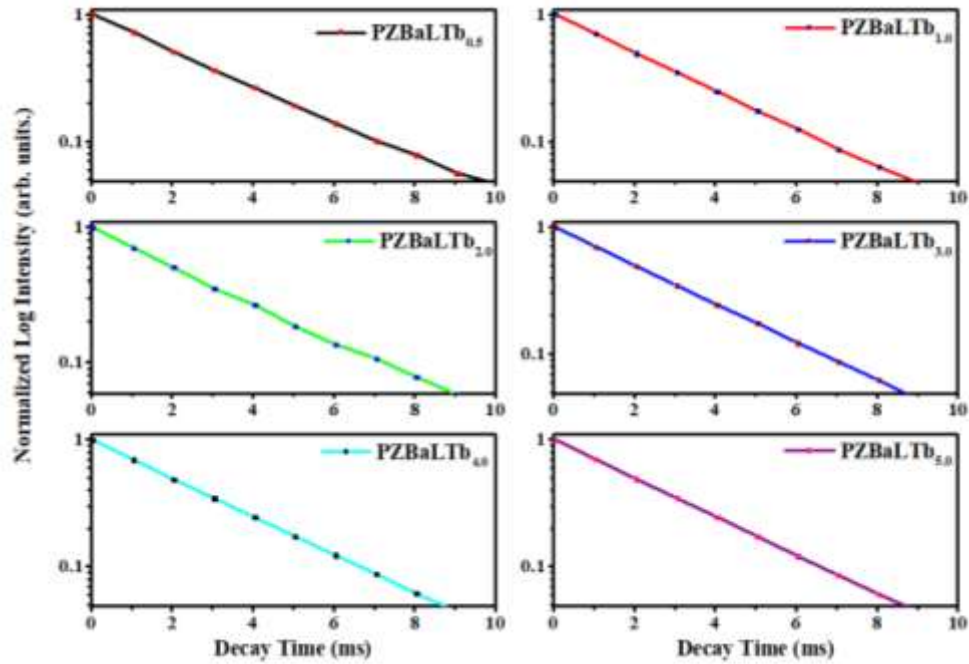 PZBaLTb0.5
1
0.1
0 2 4 6 8 10
PZBaLTb1.0
1
0.1
0 2 4 6 8 10
Normalized Log Intensity (arb. units.)
PZBaLTb2.0
1
0.1
0 2 4 6 8 10
PZBaLTb3.0
1
0.1
0 2 4 6 8 10
PZBaLTb4.0
1
0.1
0 2 4 6 8 10
Decay Time (ms)
PZBaLTb5.0
1
0.1
0 2 4 6 8 10
Decay Time (ms)